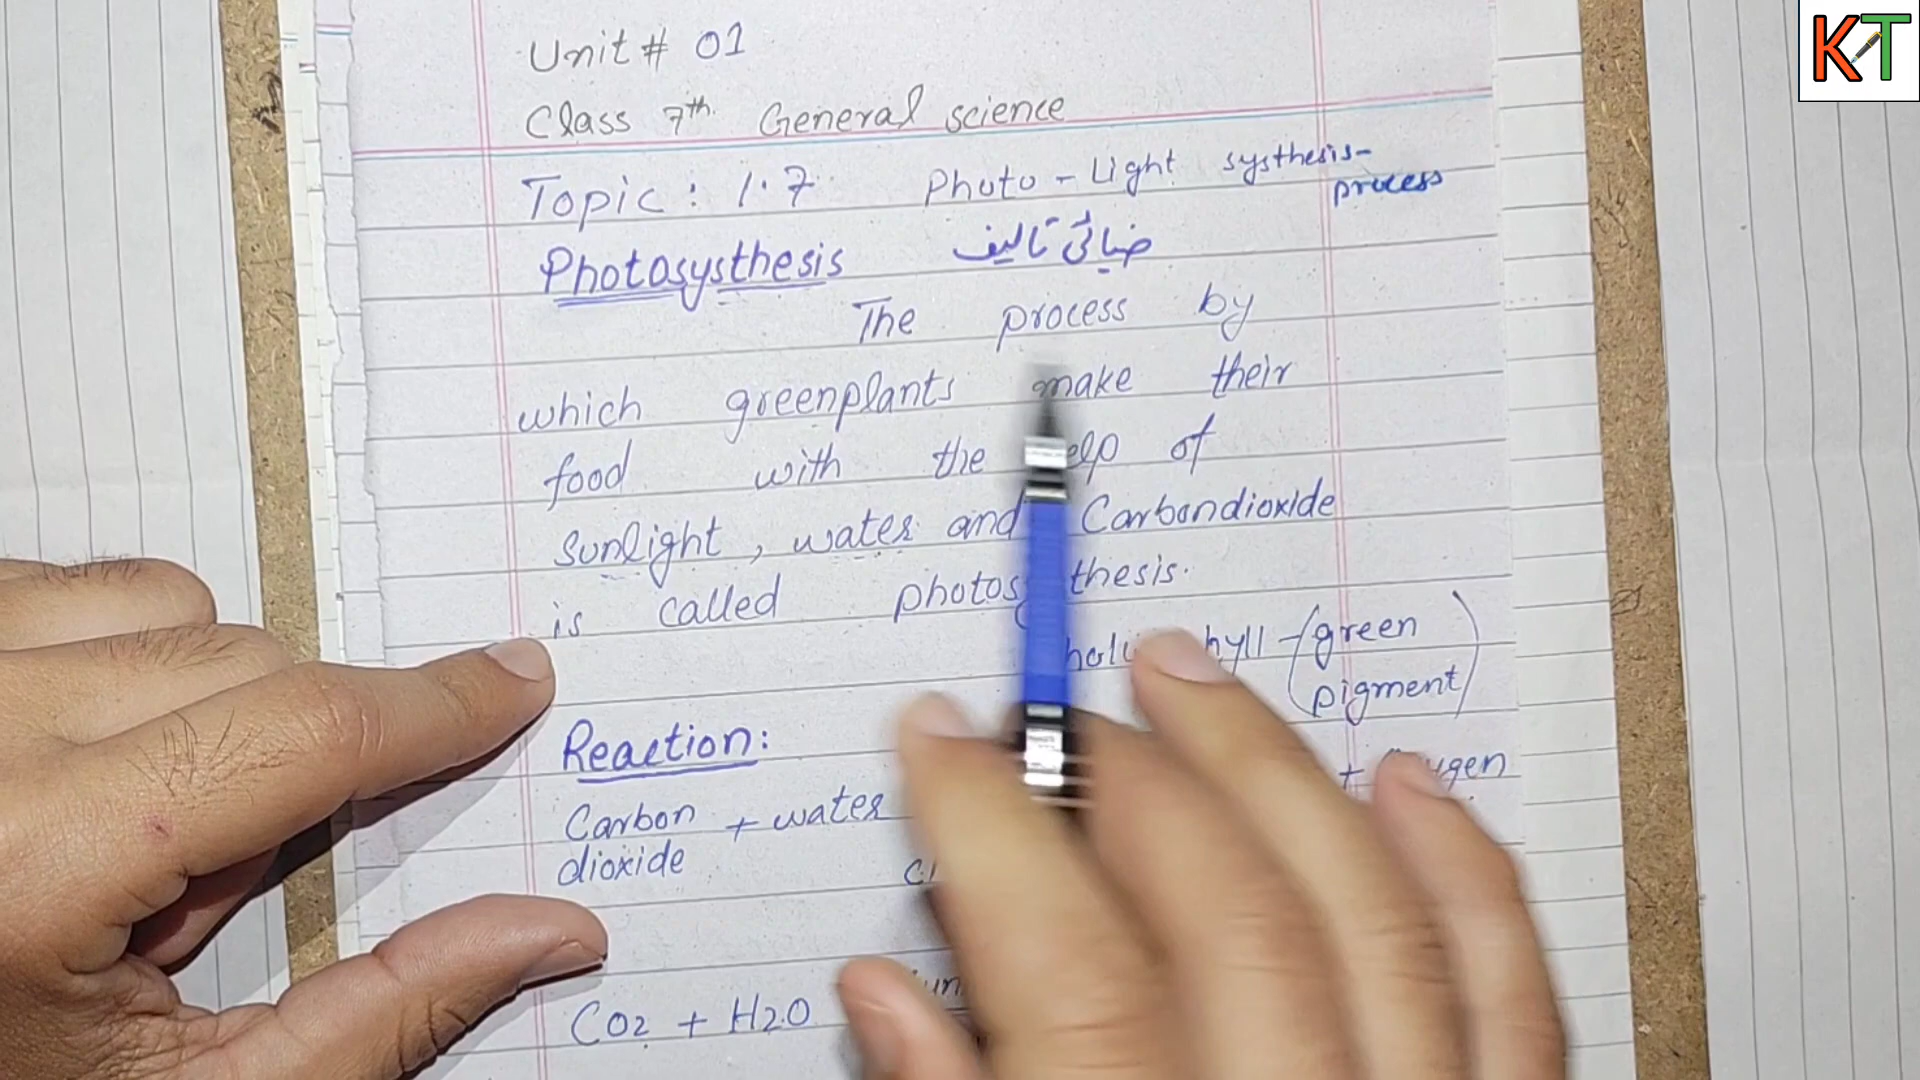 Unit # 01
Class 7th General science
Topic: 1.7 Photo - Light systhesis-
process
Photosysthesis ضیائی تالیف
The process by
which greenplants make their
food with the help of
Sunlight, water and Carbondioxide
is called
green
pigment)
Reaction:
Carbon + water +
dioxide
CO2 + H2O
KT